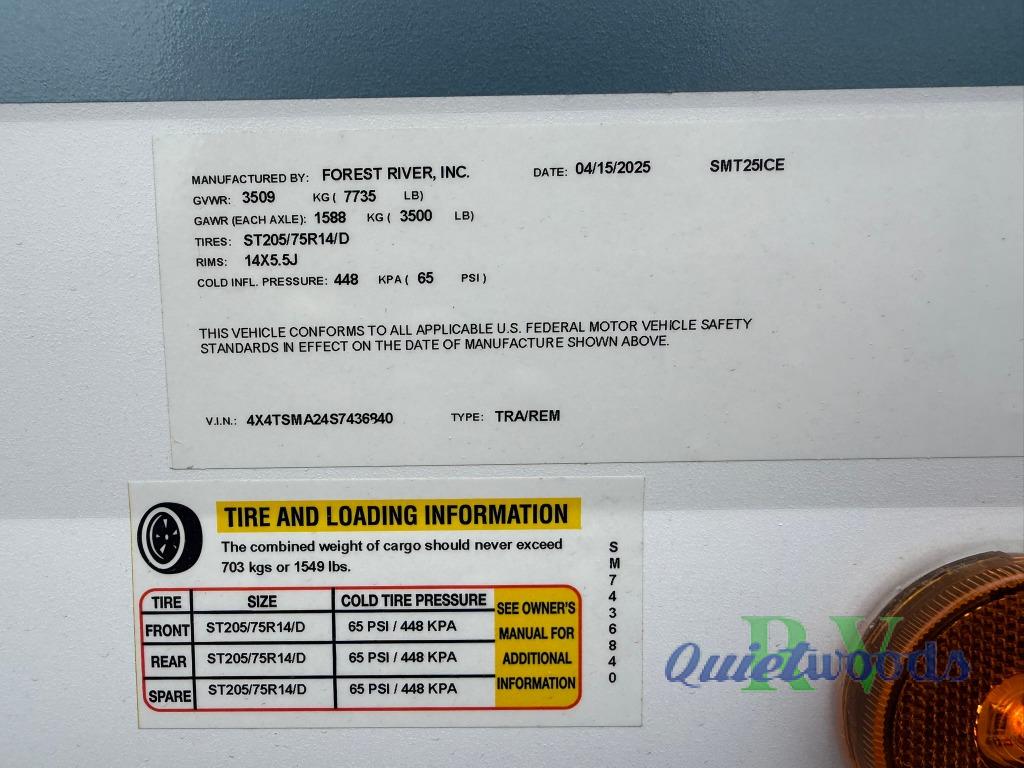 MANUFACTURED BY: FOREST RIVER, INC. DATE: 04/15/2025 SMT25ICE
GVWR: 3509 KG ( 7735 LB)
GAWR (EACH AXLE): 1588 KG ( 3500 LB)
TIRES: ST205/75R14/D
RIMS: 14X5.5J
COLD INFL. PRESSURE: 448 KPA ( 65 PSI )
THIS VEHICLE CONFORMS TO ALL APPLICABLE U.S. FEDERAL MOTOR VEHICLE SAFETY
STANDARDS IN EFFECT ON THE DATE OF MANUFACTURE SHOWN ABOVE.
V.I.N.: 4X4TSMA24S7436840 TYPE: TRA/REM
TIRE AND LOADING INFORMATION
The combined weight of cargo should never exceed
703 kgs or 1549 lbs.
TIRE SIZE COLD TIRE PRESSURE
FRONT ST205/75R14/D 65 PSI / 448 KPA
REAR ST205/75R14/D 65 PSI / 448 KPA
SPARE ST205/75R14/D 65 PSI / 448 KPA
SEE OWNER'S
MANUAL FOR
ADDITIONAL
INFORMATION
SM7436840
Quietwoods RV